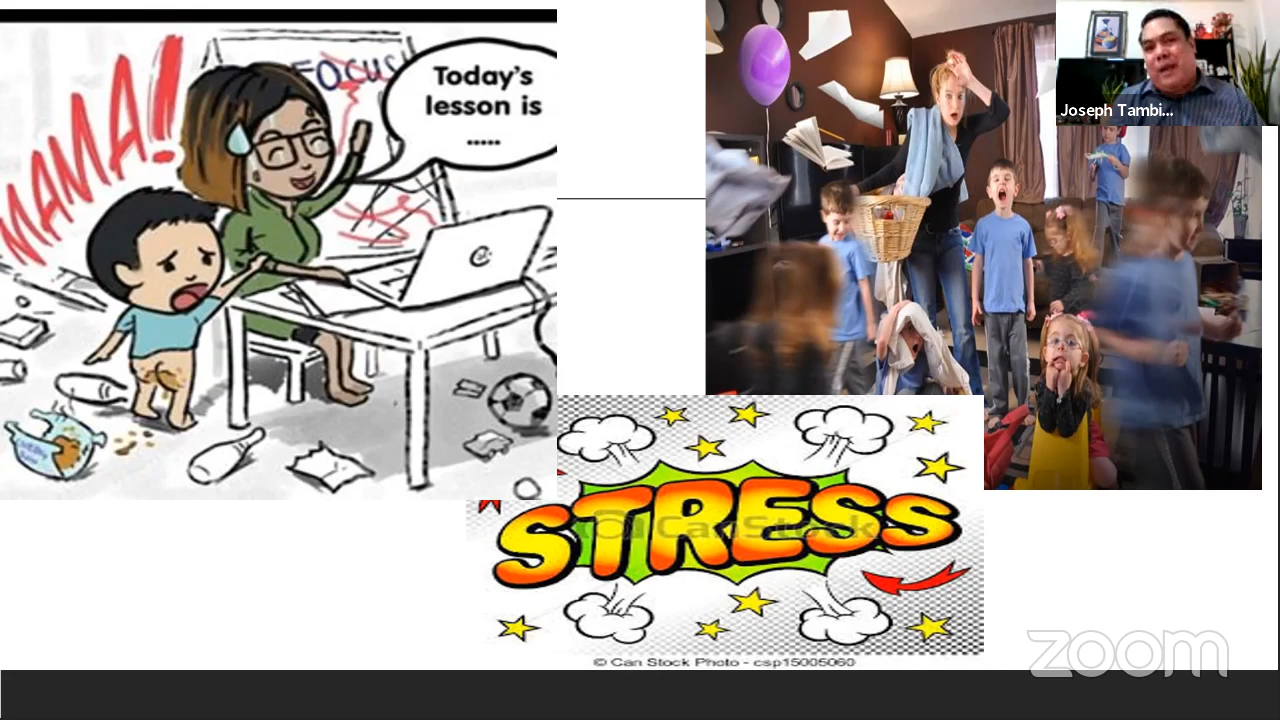 MAMA!!
FOCUS
Today's
lesson is
.....
Joseph Tambi...
STRESS
CanStock
© Can Stock Photo - csp15005060
zoom